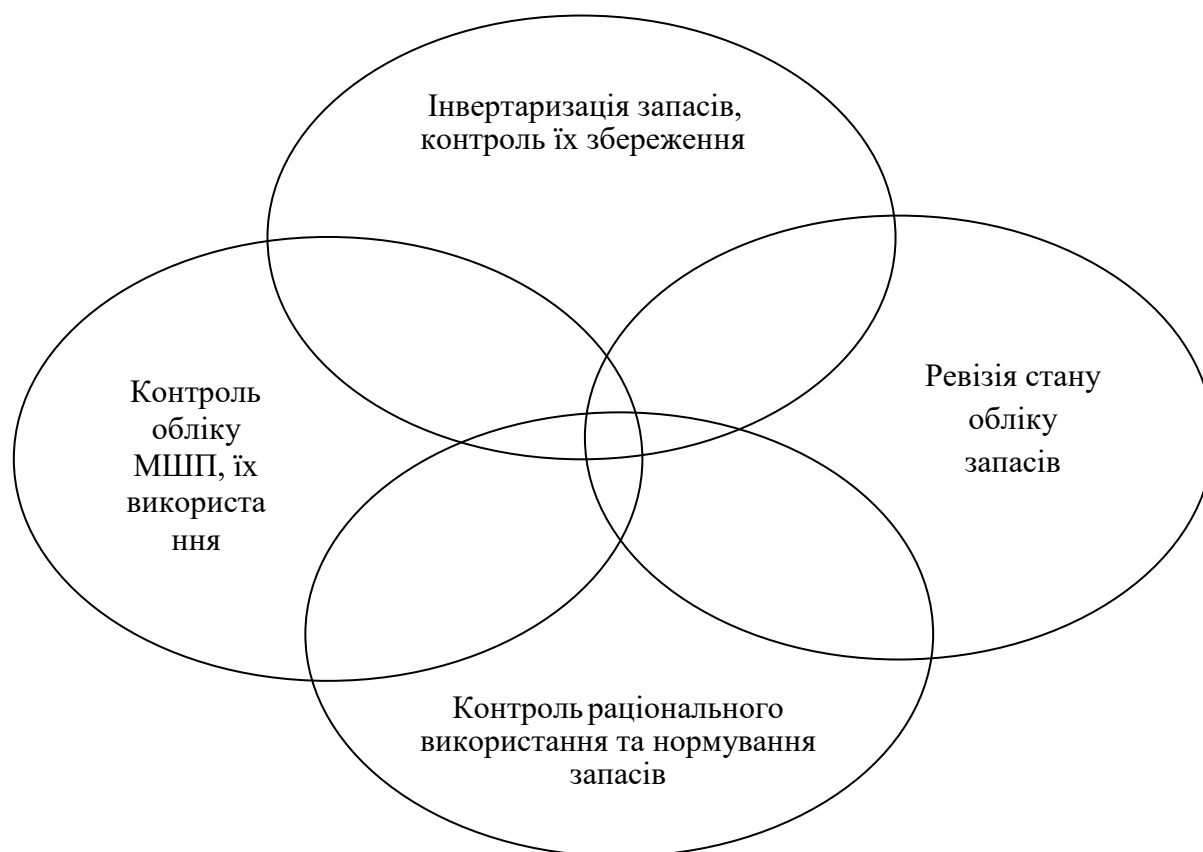 Інвертаризація запасів,
контроль їх збереження
Ревізія стану
обліку
запасів
Контроль
обліку
МШП, їх
використа
ння
Контроль раціонального
використання та нормування
запасів